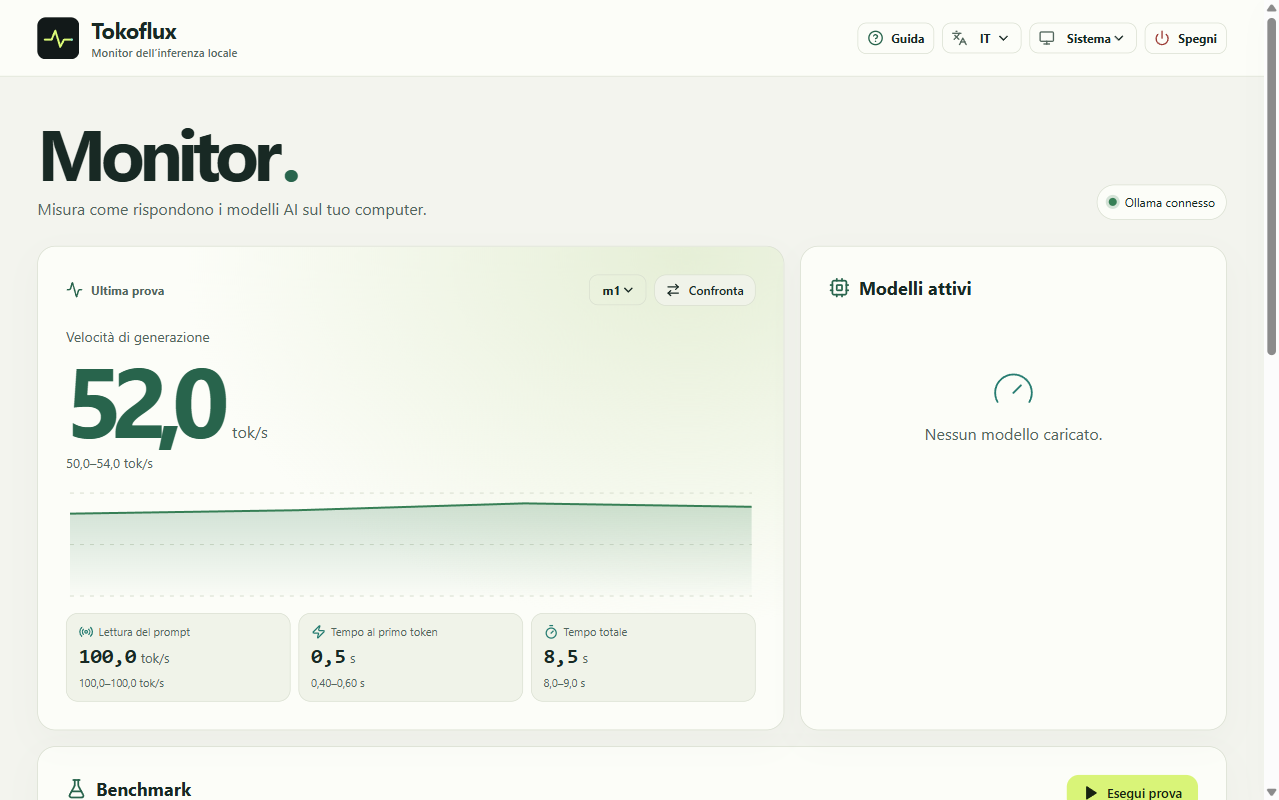 Tokoflux
Monitor dell'inferenza locale
Guida
IT
Sistema
Spegni
Monitor.
Misura come rispondono i modelli AI sul tuo computer.
Ollama connesso
Ultima prova
m1
Confronta
Velocità di generazione
52,0 tok/s
50,0–54,0 tok/s
Lettura del prompt
100,0 tok/s
100,0–100,0 tok/s
Tempo al primo token
0,5 s
0,40–0,60 s
Tempo totale
8,5 s
8,0–9,0 s
Modelli attivi
Nessun modello caricato.
Benchmark
Esegui prova